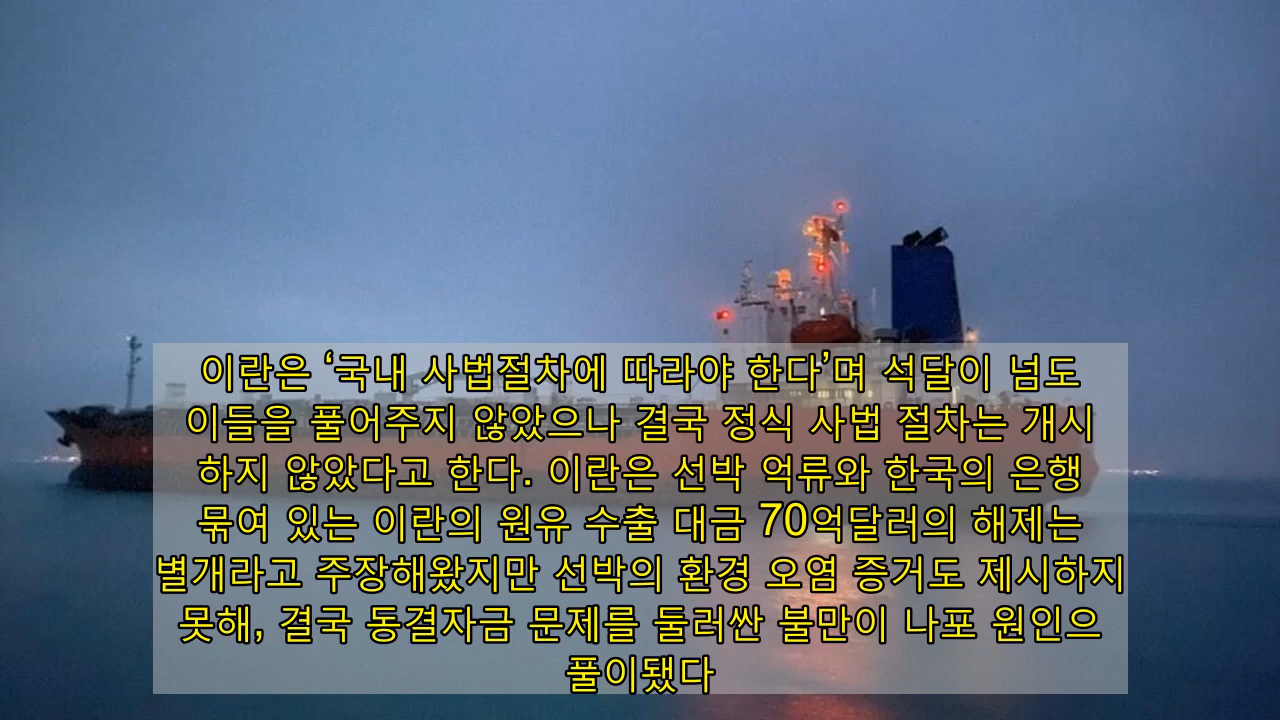 이란은 ‘국내 사법절차에 따라야 한다’며 석달이 넘도
이들을 풀어주지 않았으나 결국 정식 사법 절차는 개시
하지 않았다고 한다. 이란은 선박 억류와 한국의 은행
묶여 있는 이란의 원유 수출 대금 70억달러의 해제는
별개라고 주장해왔지만 선박의 환경 오염 증거도 제시하지
못해, 결국 동결자금 문제를 둘러싼 불만이 나포 원인으
풀이됐다